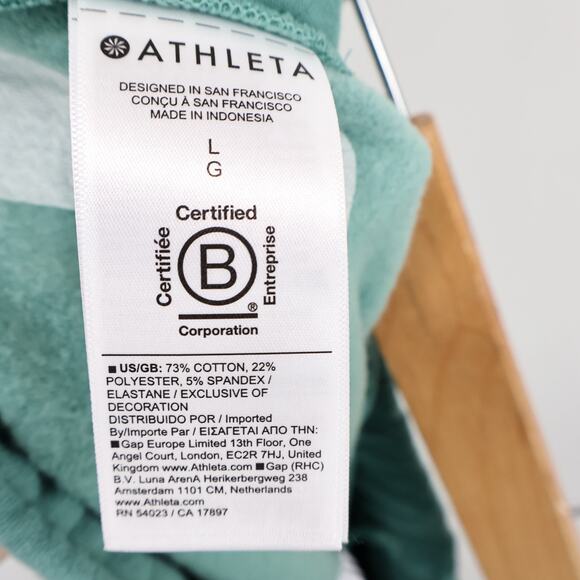 ATHLETA
DESIGNED IN SAN FRANCISCO
CONÇU À SAN FRANCISCO
MADE IN INDONESIA
L
G
Certified
Certifiée
B
Entreprise
®
Corporation
■ US/GB: 73% COTTON, 22%
POLYESTER, 5% SPANDEX /
ELASTANE / EXCLUSIVE OF
DECORATION
DISTRIBUIDO POR / Imported
By/Importe Par / ΕΙΣΑΓΕΤΑΙ ΑΠΟ ΤΗΝ:
■Gap Europe Limited 13th Floor, One
Angel Court, London, EC2R 7HJ, United
Kingdom www.Athleta.com ■Gap (RHC)
B.V. Luna ArenA Herikerbergweg 238
Amsterdam 1101 CM, Netherlands
www.Athleta.com
RN 54023 / CA 17897